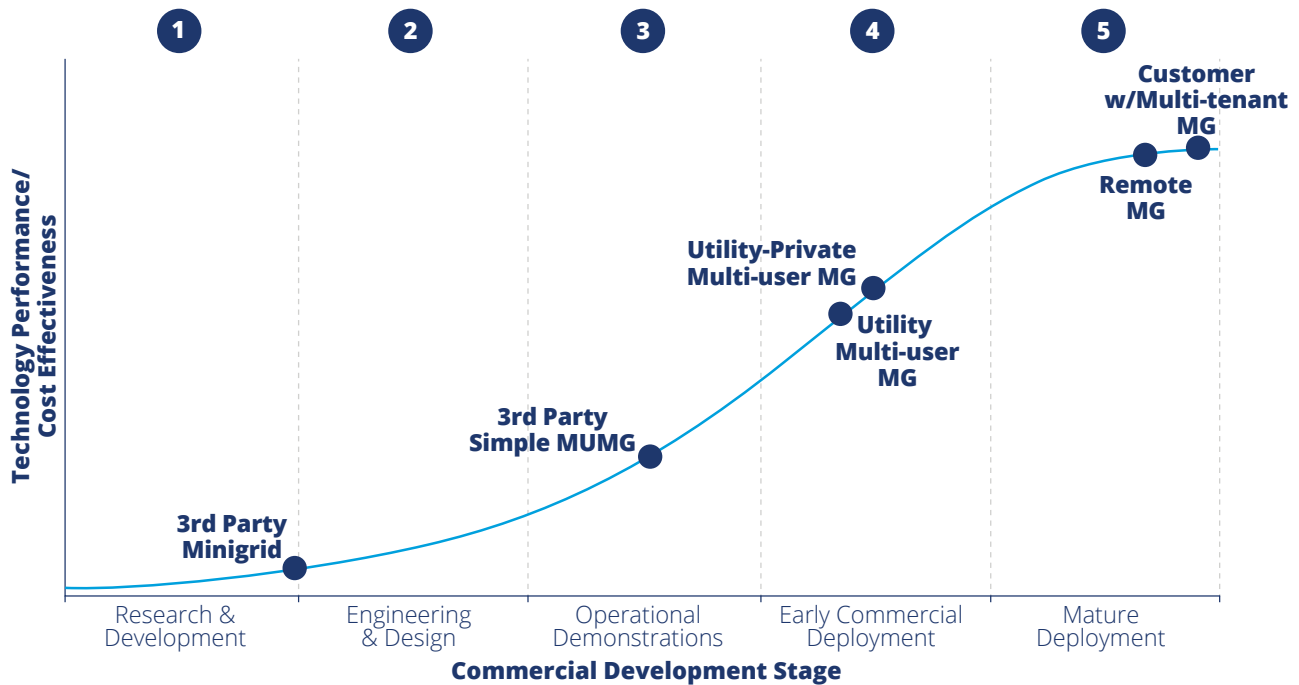 1
2
3
4
5
Customer
w/Multi-tenant
MG
Remote
MG
Utility-Private
Multi-user MG
Utility
Multi-user
MG
3rd Party
Simple MUMG
3rd Party
Minigrid
Technology Performance/
Cost Effectiveness
Research &
Development
Engineering
& Design
Operational
Demonstrations
Early Commercial
Deployment
Mature
Deployment
Commercial Development Stage